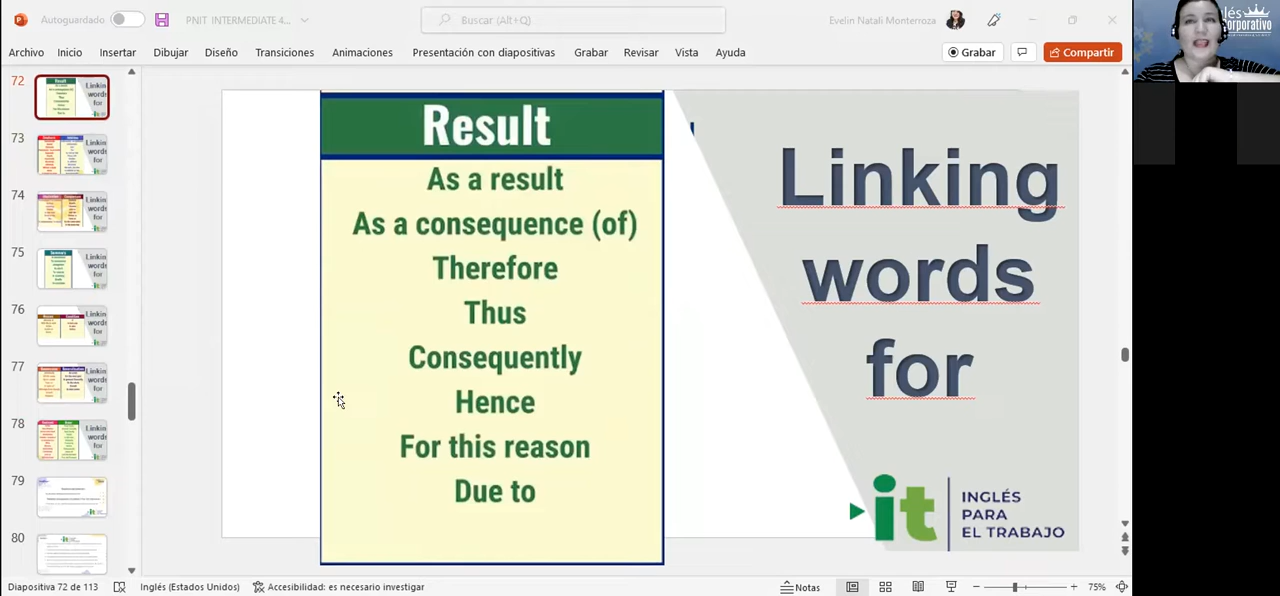 Autoguardado
PNIT_INTERMEDIATE 4...
Buscar (Alt+Q)
Evelin Natali Monterroza
Archivo Inicio Insertar Dibujar Diseño Transiciones Animaciones Presentación con diapositivas Grabar Revisar Vista Ayuda
Grabar
Compartir
72
73
74
75
76
77
78
79
80
Result
As a result
As a consequence (of)
Therefore
Thus
Consequently
Hence
For this reason
Due to
Linking
words
for
it
INGLÉS
PARA
EL TRABAJO
Diapositiva 72 de 113
Inglés (Estados Unidos)
Accesibilidad: es necesario investigar
Notas
75%